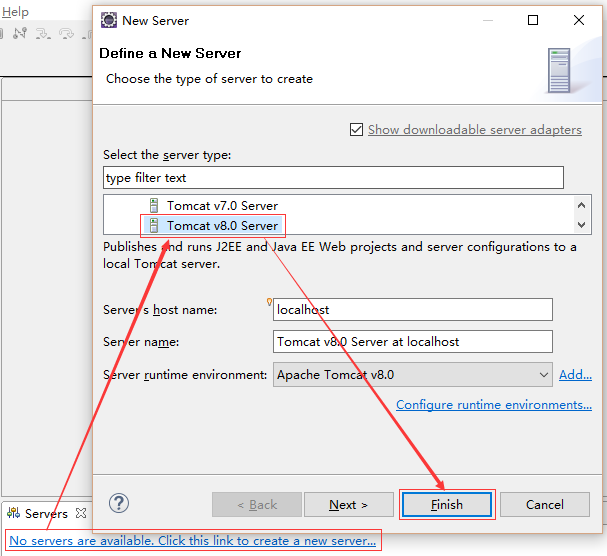 Help
New Server
Define a New Server
Choose the type of server to create
Show downloadable server adapters
Select the server type:
type filter text
Tomcat v7.0 Server
Tomcat v8.0 Server
Publishes and runs J2EE and Java EE Web projects and server configurations to a
local Tomcat server.
Server's host name: localhost
Server name: Tomcat v8.0 Server at localhost
Server runtime environment: Apache Tomcat v8.0 Add...
Configure runtime environments...
? < Back Next > Finish Cancel
Servers
No servers are available. Click this link to create a new server...